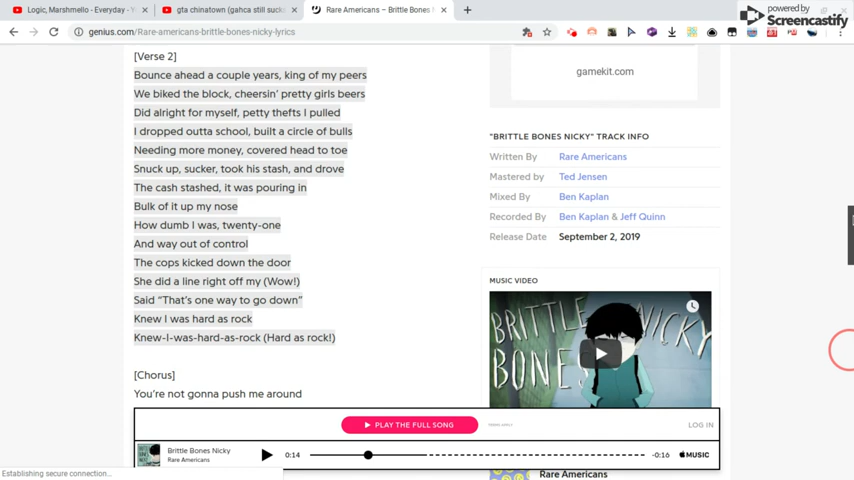 Logic, Marshmello - Everyday - Y
gta chinatown (gahca still suck
Rare Americans – Brittle Bones N
powered by
Screencastify
genius.com/Rare-americans-brittle-bones-nicky-lyrics
[Verse 2]
Bounce ahead a couple years, king of my peers
We biked the block, cheersin' pretty girls beers
Did alright for myself, petty thefts I pulled
I dropped outta school, built a circle of bulls
Needing more money, covered head to toe
Snuck up, sucker, took his stash, and drove
The cash stashed, it was pouring in
Bulk of it up my nose
How dumb I was, twenty-one
And way out of control
The cops kicked down the door
She did a line right off my (Wow!)
Said “That's one way to go down”
Knew I was hard as rock
Knew-I-was-hard-as-rock (Hard as rock!)
[Chorus]
You're not gonna push me around
gamekit.com
"BRITTLE BONES NICKY" TRACK INFO
Written By Rare Americans
Mastered by Ted Jensen
Mixed By Ben Kaplan
Recorded By Ben Kaplan & Jeff Quinn
Release Date September 2, 2019
MUSIC VIDEO
BRITTLE
BONES
NICKY
PLAY THE FULL SONG
LOG IN
Brittle Bones Nicky
Rare Americans
0:14
-0:16
MUSIC
Establishing secure connection...
Rare Americans